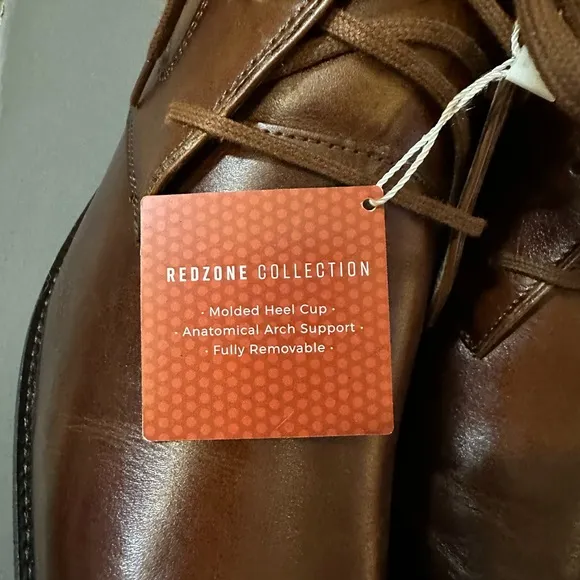 REDZONE COLLECTION
· Molded Heel Cup ·
· Anatomical Arch Support ·
· Fully Removable ·